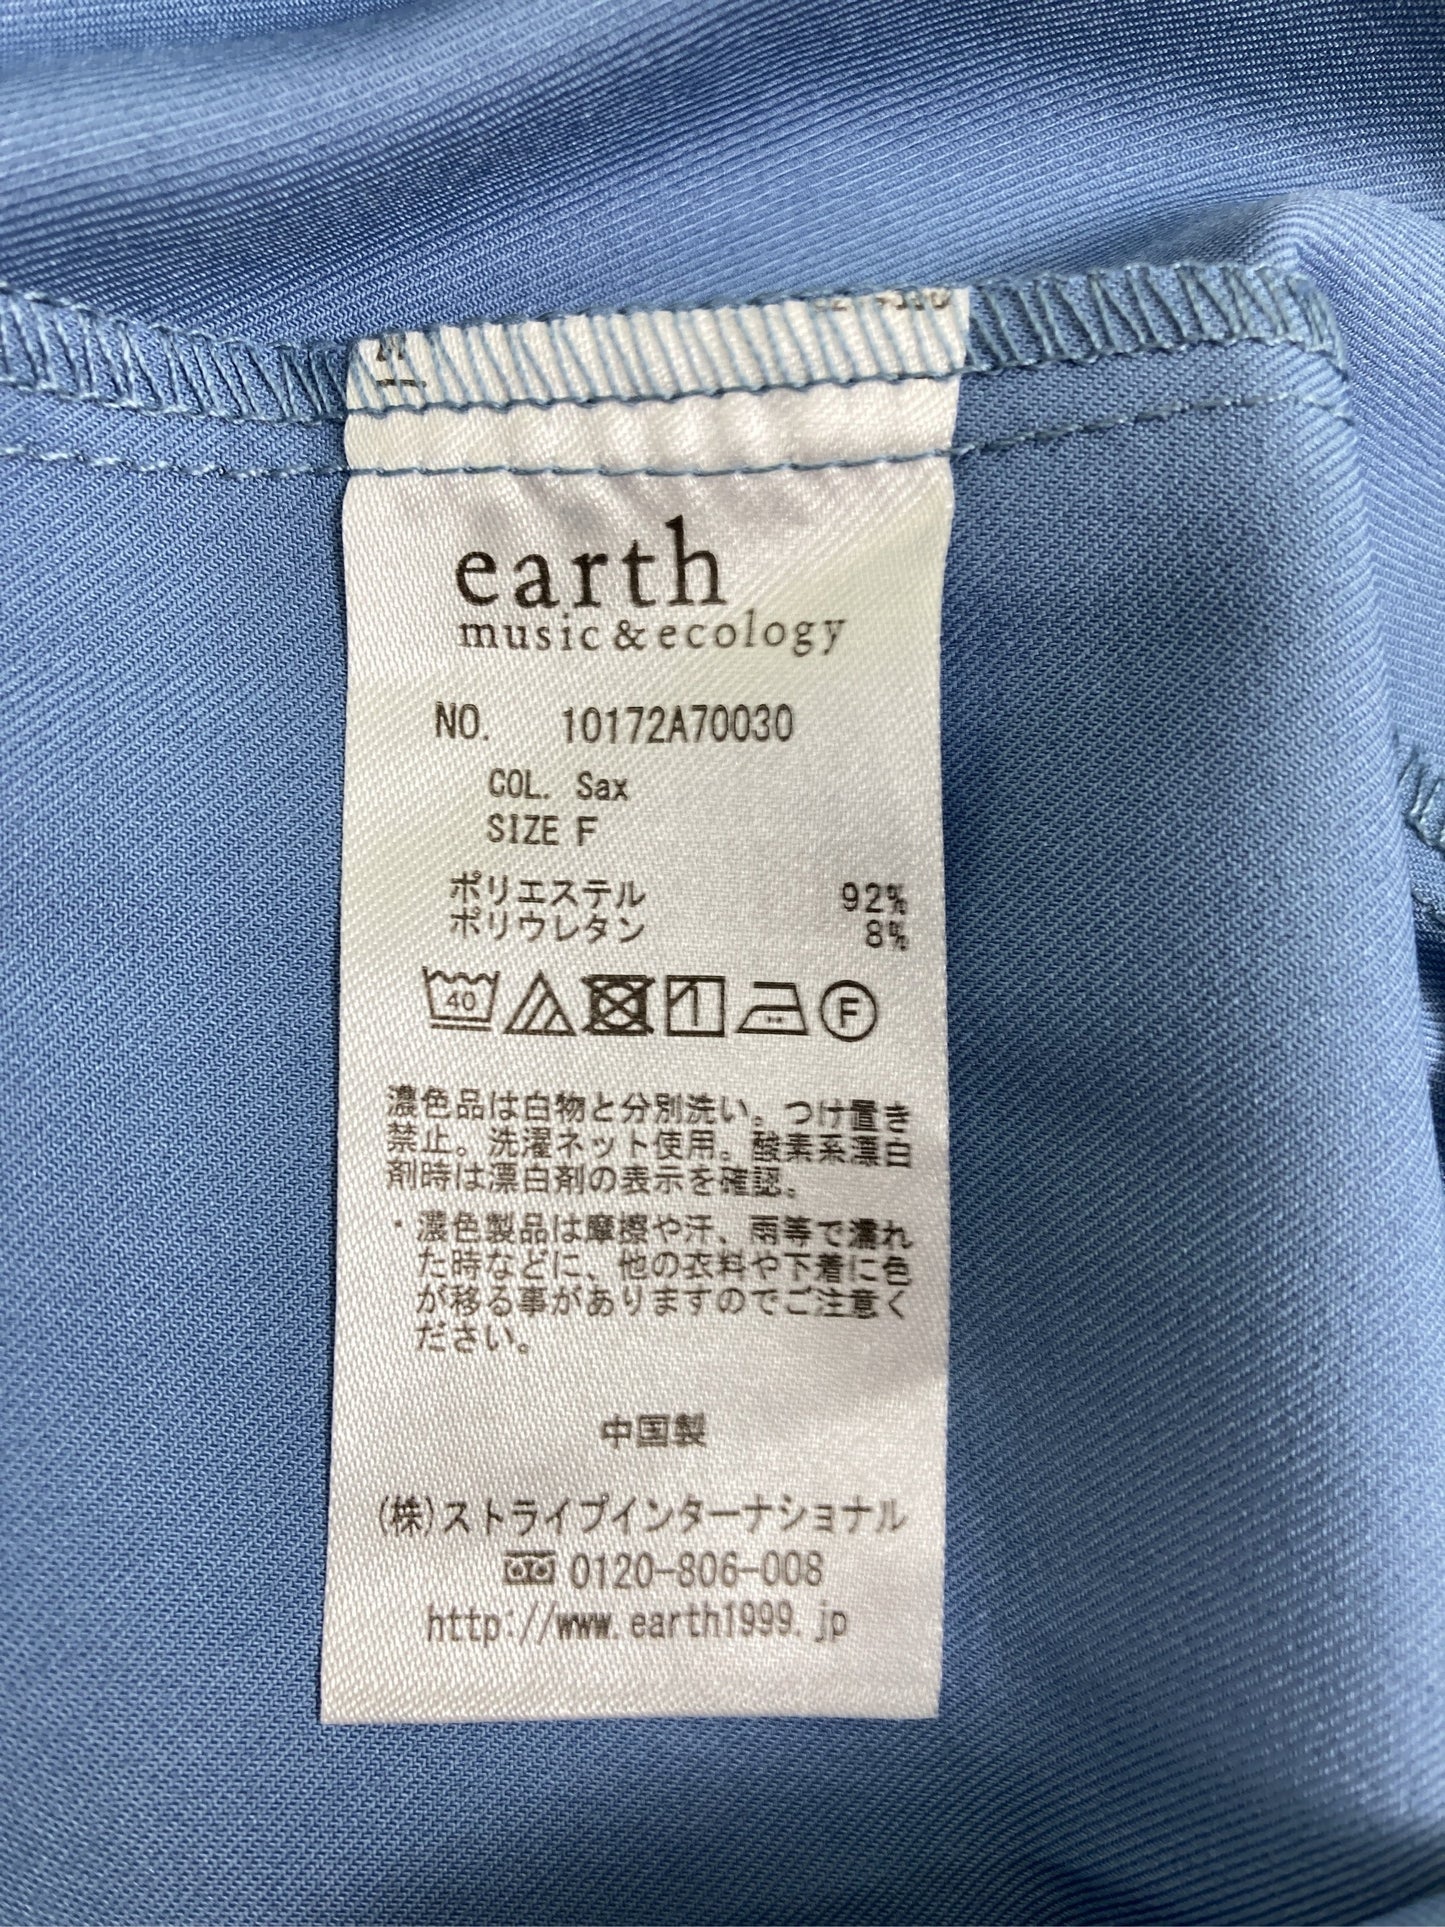 earth
music&ecology
NO. 10172A70030
COL. Sax
SIZE F
ポリエステル 92%
ポリウレタン 8%
40 F
濃色品は白物と分別洗い。つけ置き
禁止。洗濯ネット使用。酸素系漂白
剤時は漂白剤の表示を確認。
・濃色製品は摩擦や汗、雨等で濡れ
た時などに、他の衣料や下着に色
が移る事がありますのでご注意く
ださい。
中国製
(株)ストライプインターナショナル
0120-806-008
http://www.earth1999.jp